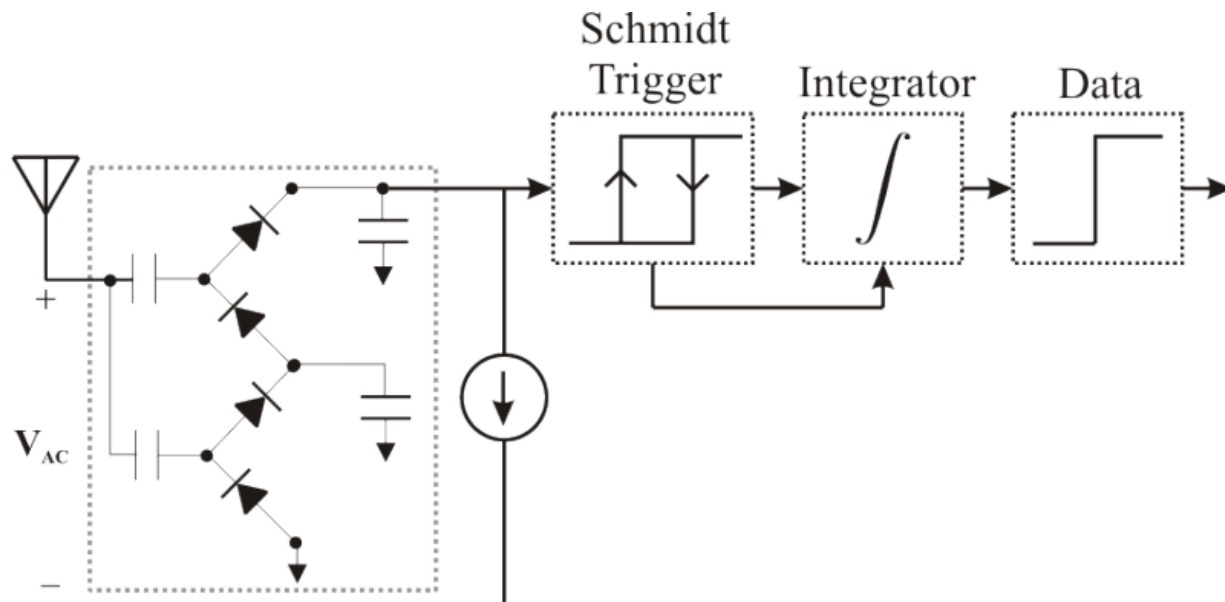 Schmidt
Trigger
Integrator
Data
∫
+
V_AC
−